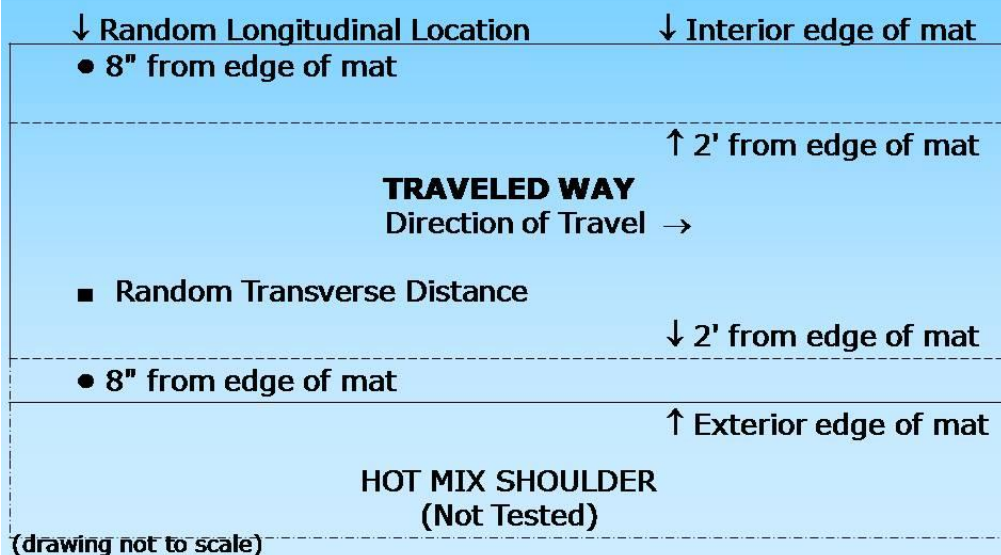 ↓ Random Longitudinal Location ↓ Interior edge of mat
● 8" from edge of mat
↑ 2' from edge of mat
TRAVELED WAY
Direction of Travel →
■ Random Transverse Distance
↓ 2' from edge of mat
● 8" from edge of mat
↑ Exterior edge of mat
HOT MIX SHOULDER
(Not Tested)
(drawing not to scale)